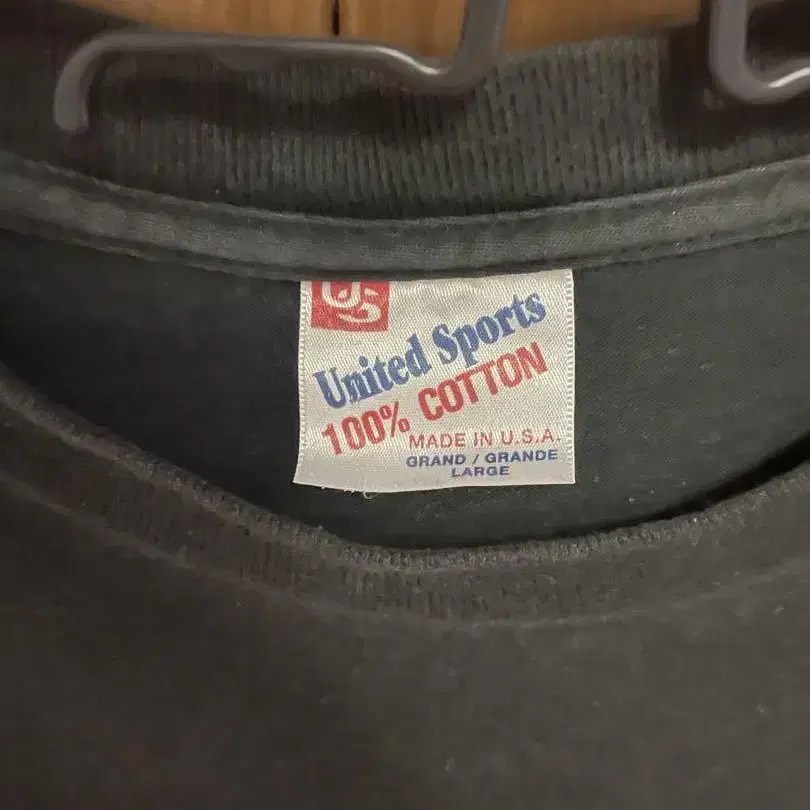 US
United Sports
100% COTTON
MADE IN U.S.A.
GRAND / GRANDE
LARGE